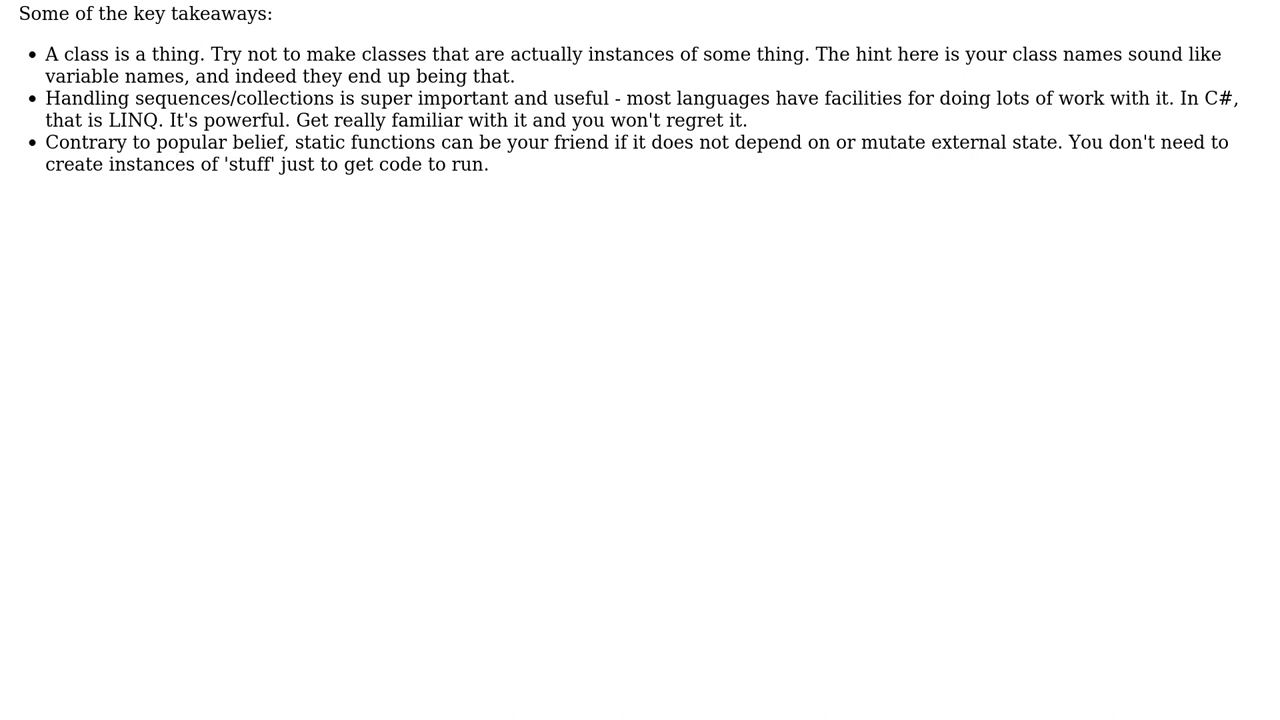 Some of the key takeaways:
• A class is a thing. Try not to make classes that are actually instances of some thing. The hint here is your class names sound like
variable names, and indeed they end up being that.
• Handling sequences/collections is super important and useful - most languages have facilities for doing lots of work with it. In C#,
that is LINQ. It's powerful. Get really familiar with it and you won't regret it.
• Contrary to popular belief, static functions can be your friend if it does not depend on or mutate external state. You don't need to
create instances of 'stuff' just to get code to run.